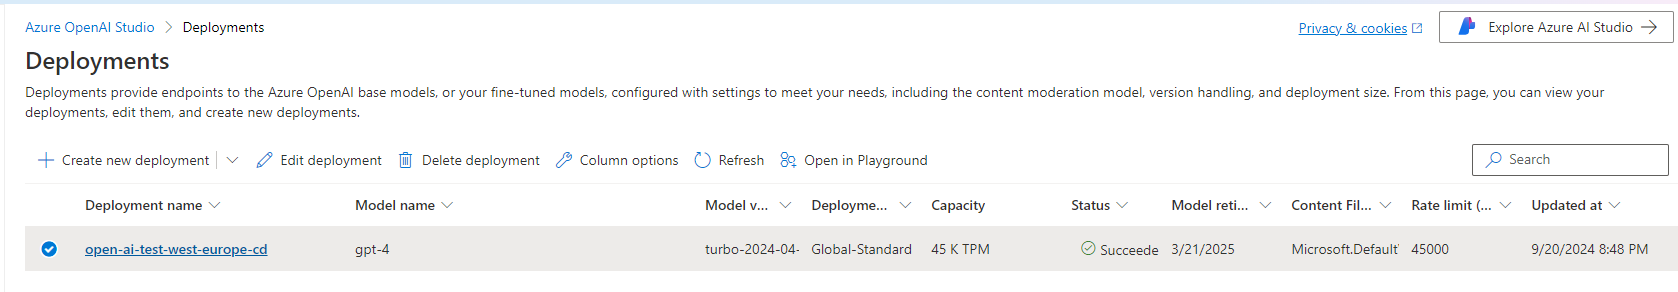 Azure OpenAI Studio > Deployments
Privacy & cookies
Explore Azure AI Studio
Deployments
Deployments provide endpoints to the Azure OpenAI base models, or your fine-tuned models, configured with settings to meet your needs, including the content moderation model, version handling, and deployment size. From this page, you can view your
deployments, edit them, and create new deployments.
Create new deployment Edit deployment Delete deployment Column options Refresh Open in Playground Search
Deployment name Model name Model v... Deployme... Capacity Status Model reti... Content Fil... Rate limit (... Updated at
open-ai-test-west-europe-cd gpt-4 turbo-2024-04- Global-Standard 45 K TPM Succeede 3/21/2025 Microsoft.Default 45000 9/20/2024 8:48 PM